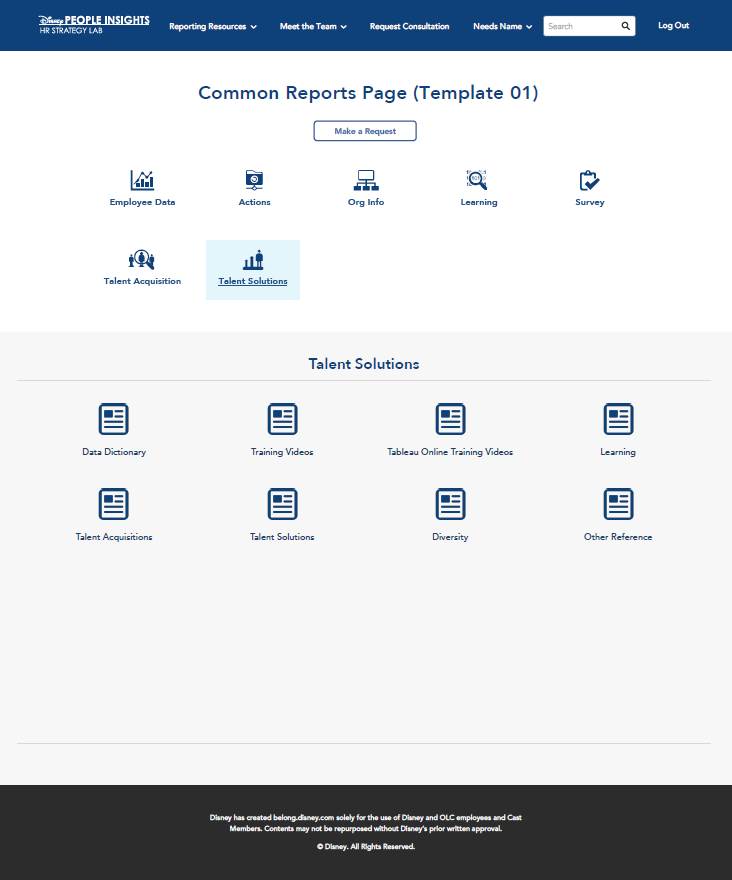 Disney PEOPLE INSIGHTS
HR STRATEGY LAB
Reporting Resources
Meet the Team
Request Consultation
Needs Name
Search
Log Out
Common Reports Page (Template 01)
Make a Request
Employee Data
Actions
Org Info
Learning
Survey
Talent Acquisition
Talent Solutions
Talent Solutions
Data Dictionary
Training Videos
Tableau Online Training Videos
Learning
Talent Acquisitions
Talent Solutions
Diversity
Other Reference
Disney has created belong.disney.com solely for the use of Disney and OLC employees and Cast
Members. Contents may not be repurposed without Disney's prior written approval.
© Disney. All Rights Reserved.